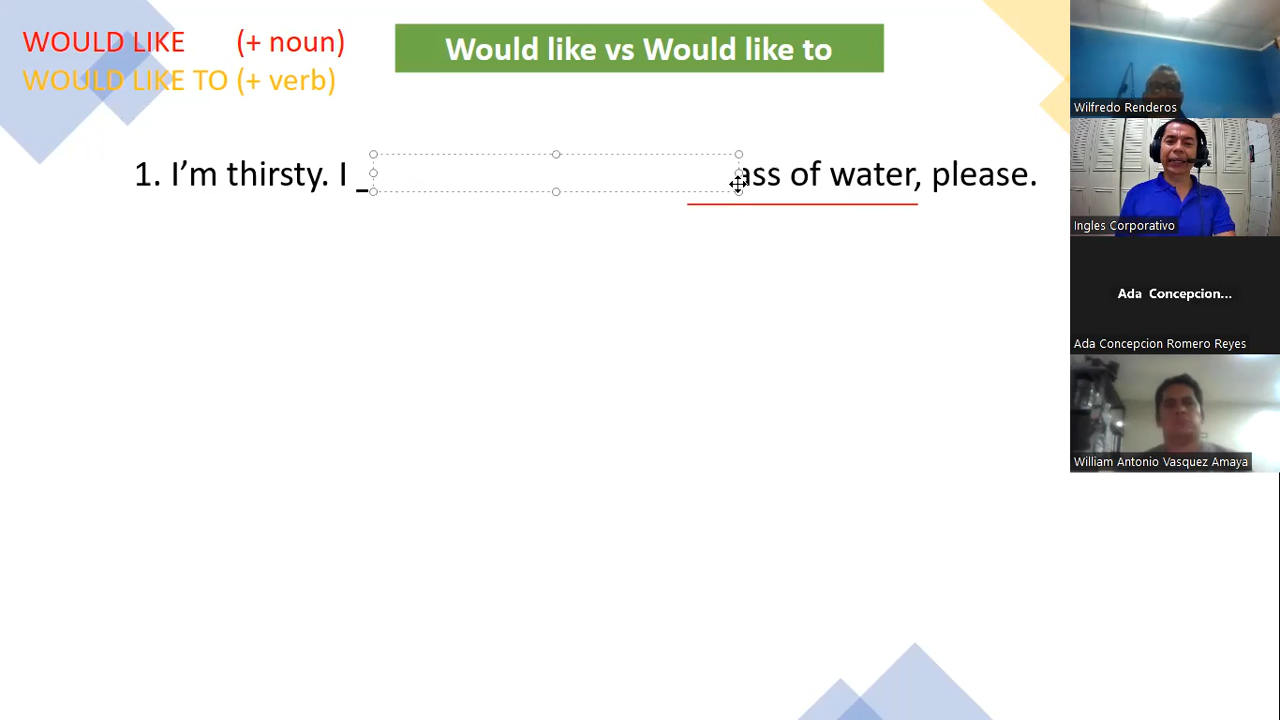 WOULD LIKE (+ noun)
WOULD LIKE TO (+ verb)
Would like vs Would like to
1. I'm thirsty. I _ ass of water, please.
Wilfredo Renderos
Ingles Corporativo
Ada Concepcion...
Ada Concepcion Romero Reyes
William Antonio Vasquez Amaya